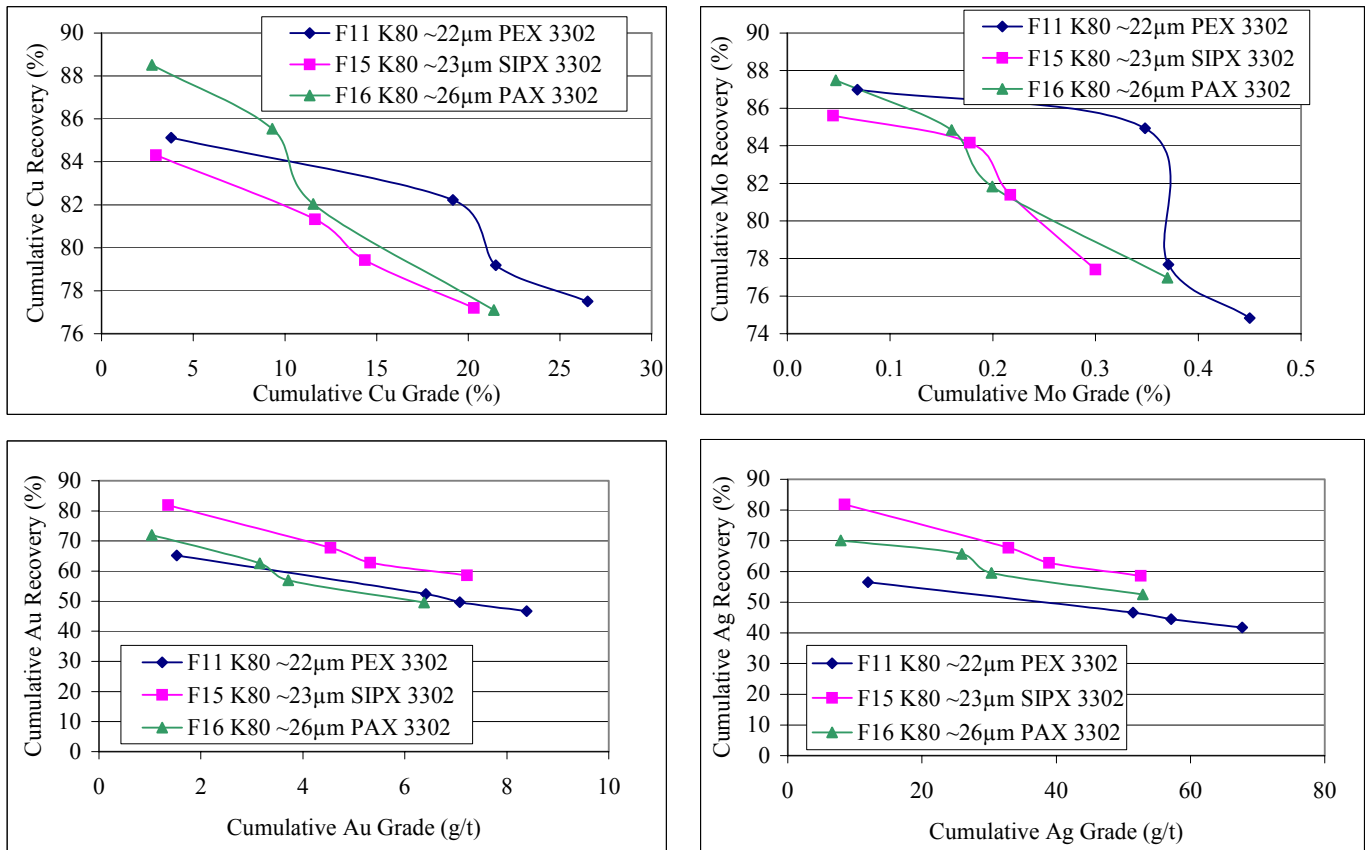 F11 K80 ~22µm PEX 3302
F15 K80 ~23µm SIPX 3302
F16 K80 ~26µm PAX 3302
Cumulative Cu Recovery (%)
90
88
86
84
82
80
78
76
0 5 10 15 20 25 30
Cumulative Cu Grade (%)
F11 K80 ~22µm PEX 3302
F15 K80 ~23µm SIPX 3302
F16 K80 ~26µm PAX 3302
Cumulative Mo Recovery (%)
90
88
86
84
82
80
78
76
74
0.0 0.1 0.2 0.3 0.4 0.5
Cumulative Mo Grade (%)
Cumulative Au Recovery (%)
90
80
70
60
50
40
30
20
10
0
F11 K80 ~22µm PEX 3302
F15 K80 ~23µm SIPX 3302
F16 K80 ~26µm PAX 3302
0 2 4 6 8 10
Cumulative Au Grade (g/t)
Cumulative Ag Recovery (%)
90
80
70
60
50
40
30
20
10
0
F11 K80 ~22µm PEX 3302
F15 K80 ~23µm SIPX 3302
F16 K80 ~26µm PAX 3302
0 20 40 60 80
Cumulative Ag Grade (g/t)